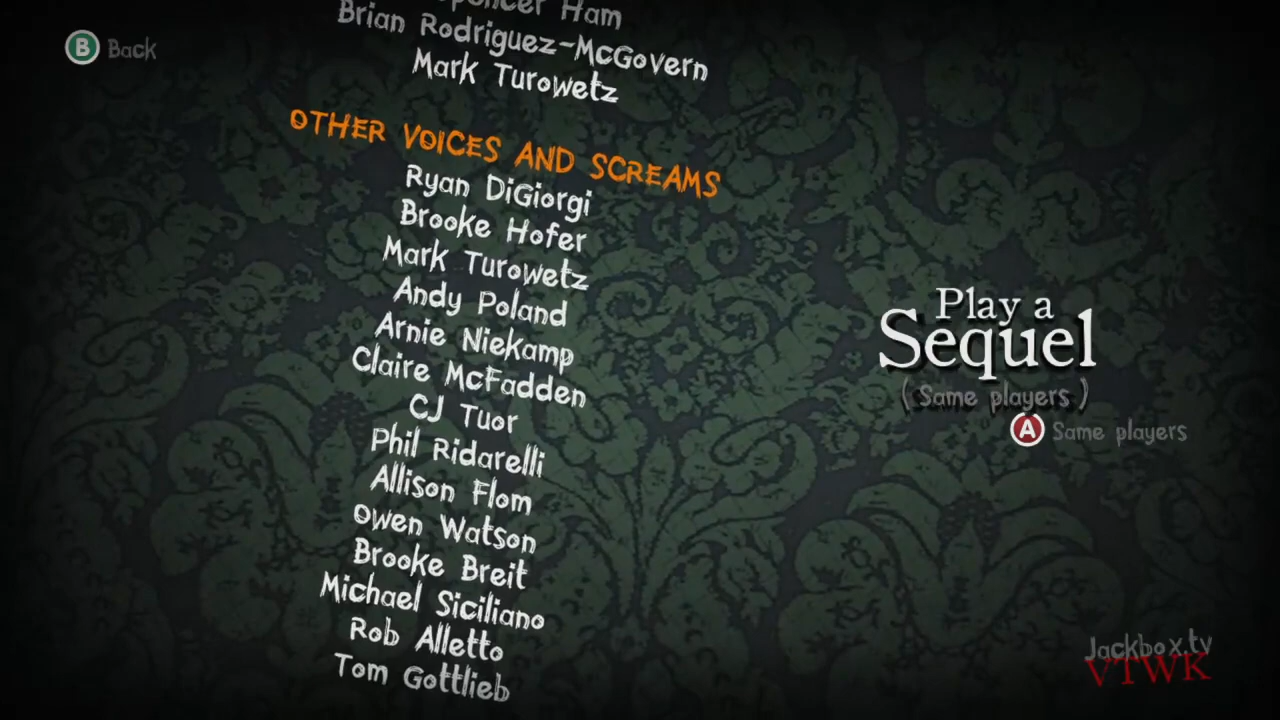 Spencer Ham
Brian Rodriguez-McGovern
Mark Turowetz
B Back
OTHER VOICES AND SCREAMS
Ryan DiGiorgi
Brooke Hofer
Mark Turowetz
Andy Poland
Arnie Niekamp
Claire McFadden
CJ Tuor
Phil Ridarelli
Allison Flom
Owen Watson
Brooke Breit
Michael Siciliano
Rob Alletto
Tom Gottlieb
Play a
Sequel
(Same players)
A Same players
Jackbox.tv
VTWK